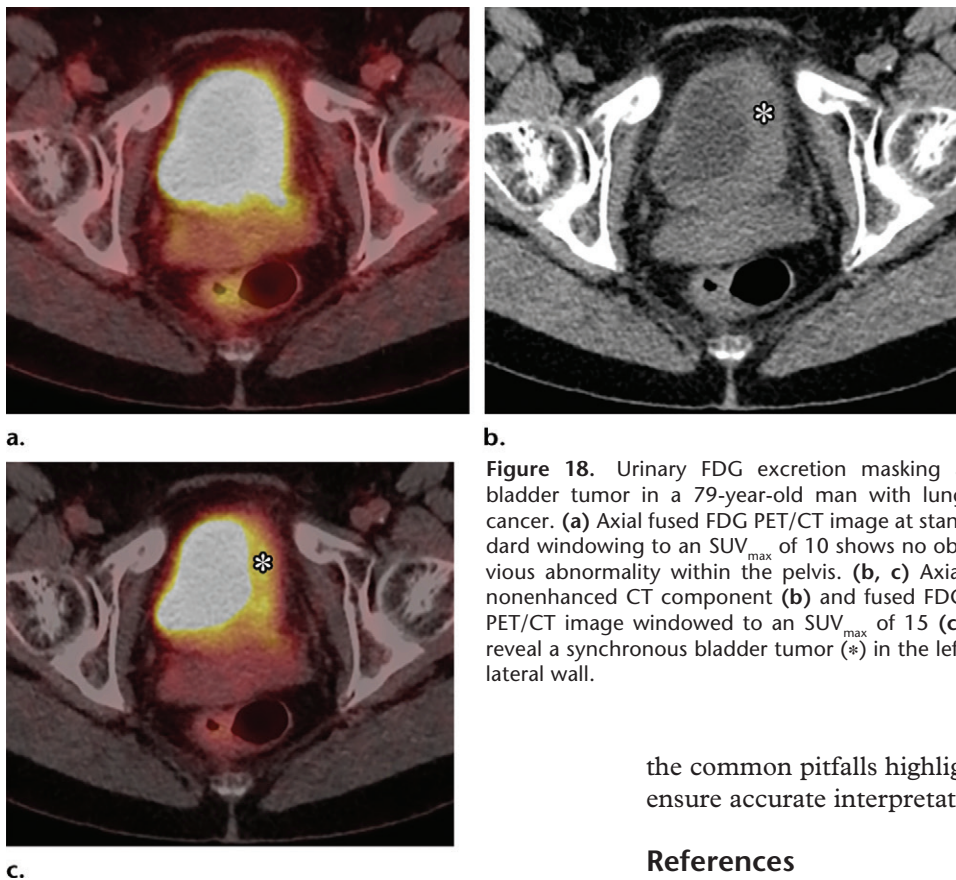 a.
b.
Figure 18. Urinary FDG excretion masking
bladder tumor in a 79-year-old man with lung
cancer. (a) Axial fused FDG PET/CT image at stan-
dard windowing to an SUVmax of 10 shows no ob-
vious abnormality within the pelvis. (b, c) Axia
nonenhanced CT component (b) and fused FDG
PET/CT image windowed to an SUVmax of 15 (c
reveal a synchronous bladder tumor (*) in the lef
lateral wall.
c.
the common pitfalls highlig
ensure accurate interpretat
References